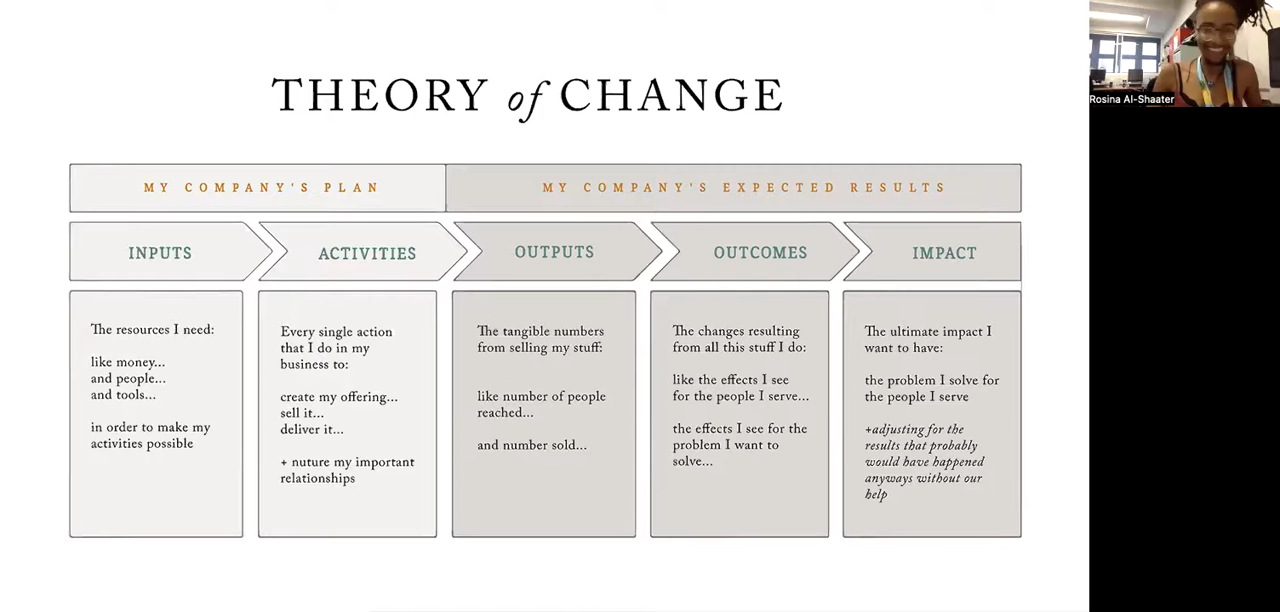 THEORY of CHANGE
MY COMPANY'S PLAN
MY COMPANY'S EXPECTED RESULTS
INPUTS
ACTIVITIES
OUTPUTS
OUTCOMES
IMPACT
The resources I need:
like money...
and people...
and tools...
in order to make my
activities possible
Every single action
that I do in my
business to:
create my offering...
sell it...
deliver it...
+ nuture my important
relationships
The tangible numbers
from selling my stuff:
like number of people
reached...
and number sold...
The changes resulting
from all this stuff I do:
like the effects I see
for the people I serve...
the effects I see for the
problem I want to
solve...
The ultimate impact I
want to have:
the problem I solve for
the people I serve
+adjusting for the
results that probably
would have happened
anyways without our
help
Rosina Al-Shaater